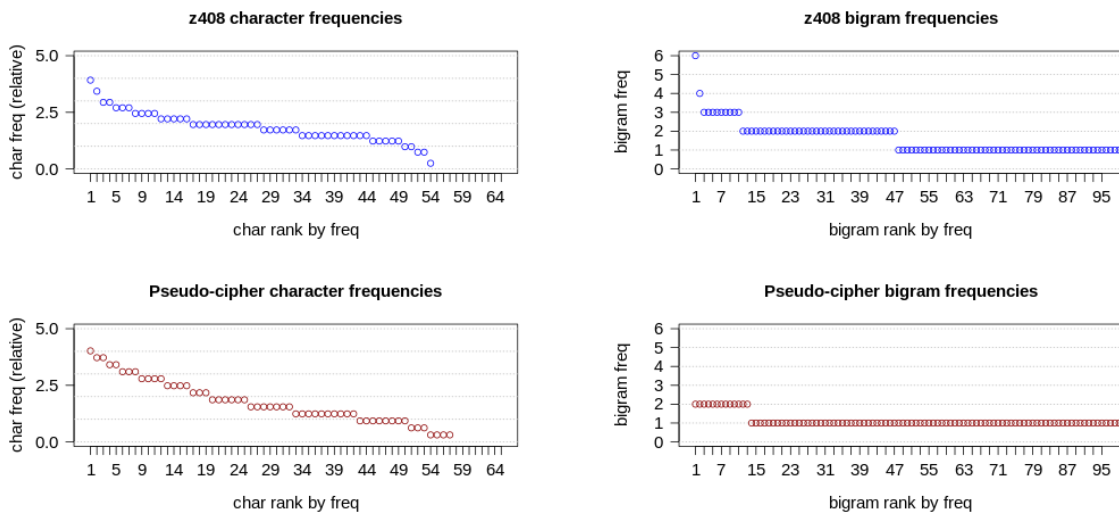 z408 character frequencies
char freq (relative)
5.0
2.5
0.0
1 5 9 14 19 24 29 34 39 44 49 54 59 64
char rank by freq
z408 bigram frequencies
bigram freq
6
5
4
3
2
1
0
1 7 15 23 31 39 47 55 63 71 79 87 95
bigram rank by freq
Pseudo-cipher character frequencies
char freq (relative)
5.0
2.5
0.0
1 5 9 14 19 24 29 34 39 44 49 54 59 64
char rank by freq
Pseudo-cipher bigram frequencies
bigram freq
6
5
4
3
2
1
0
1 7 15 23 31 39 47 55 63 71 79 87 95
bigram rank by freq